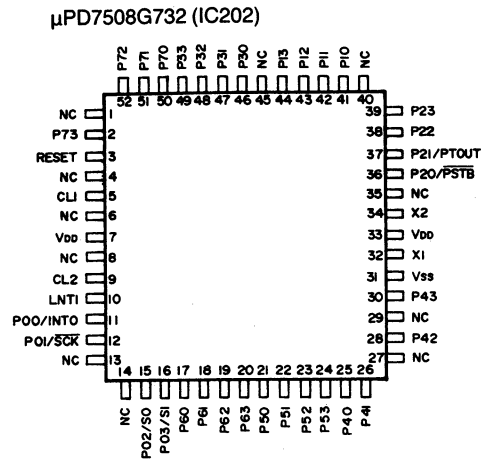 µPD7508G732 (IC202)
P72 P71 P70 P33 P32 P31 P30 NC P13 P12 P11 P10 NC
52 51 50 49 48 47 46 45 44 43 42 41 40
NC 1
P73 2
RESET 3
NC 4
CL1 5
NC 6
VDD 7
NC 8
CL2 9
LNT1 10
P00/INT0 11
P01/SCK 12
NC 13
39 P23
38 P22
37 P21/PTOUT
36 P20/PSTB
35 NC
34 X2
33 VDD
32 X1
31 VSS
30 P43
29 NC
28 P42
27 NC
14 15 16 17 18 19 20 21 22 23 24 25 26
NC P02/S0 P03/S1 P60 P61 P62 P63 P50 P51 P52 P53 P40 P41